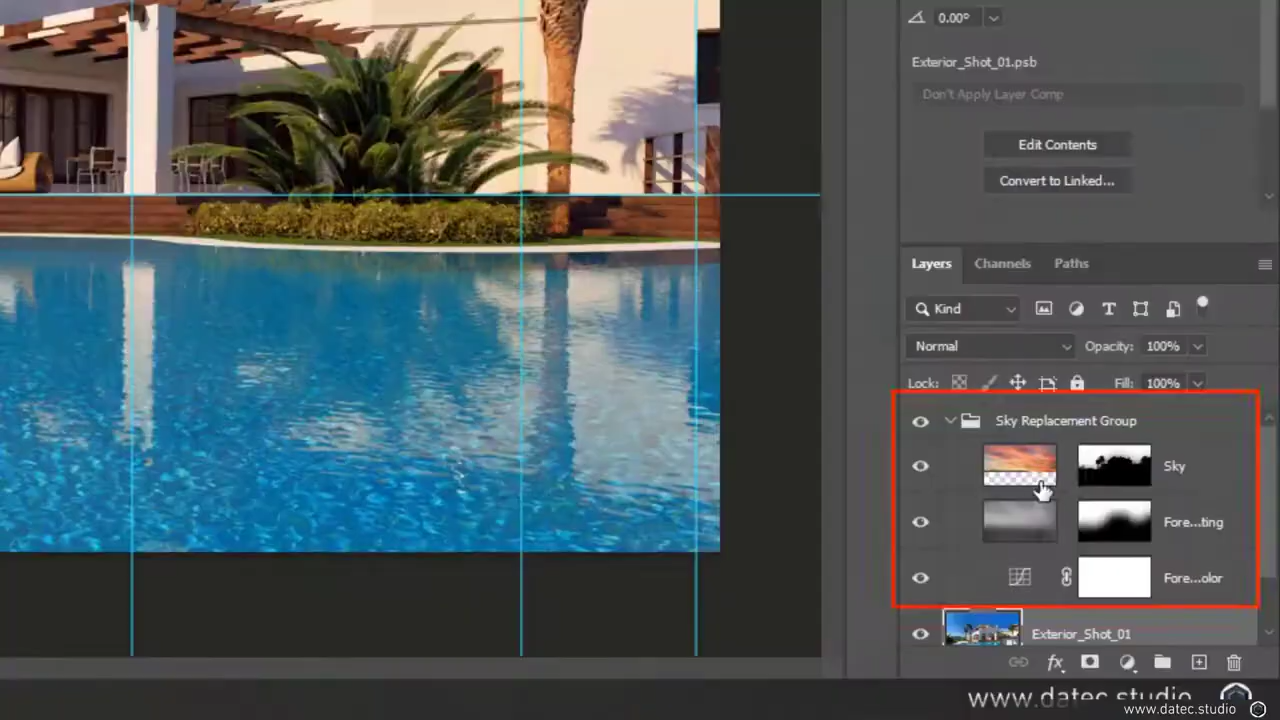 0.00°
Exterior_Shot_01.psb
Don't Apply Layer Comp
Edit Contents
Convert to Linked...
Layers Channels Paths
Kind
Normal Opacity: 100%
Lock: Fill: 100%
Sky Replacement Group
Sky
Fore...ting
Fore...olor
Exterior_Shot_01
fx
www.datec.studio
www.datec.studio